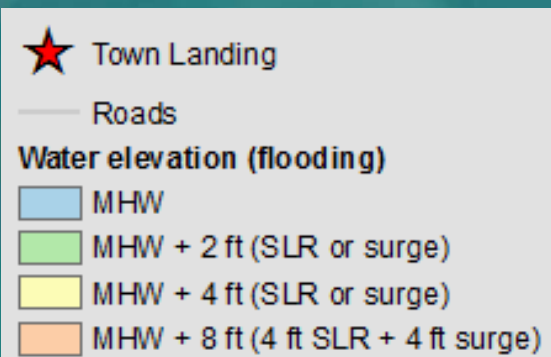 Town Landing
Roads
Water elevation (flooding)
MHW
MHW + 2 ft (SLR or surge)
MHW + 4 ft (SLR or surge)
MHW + 8 ft (4 ft SLR + 4 ft surge)